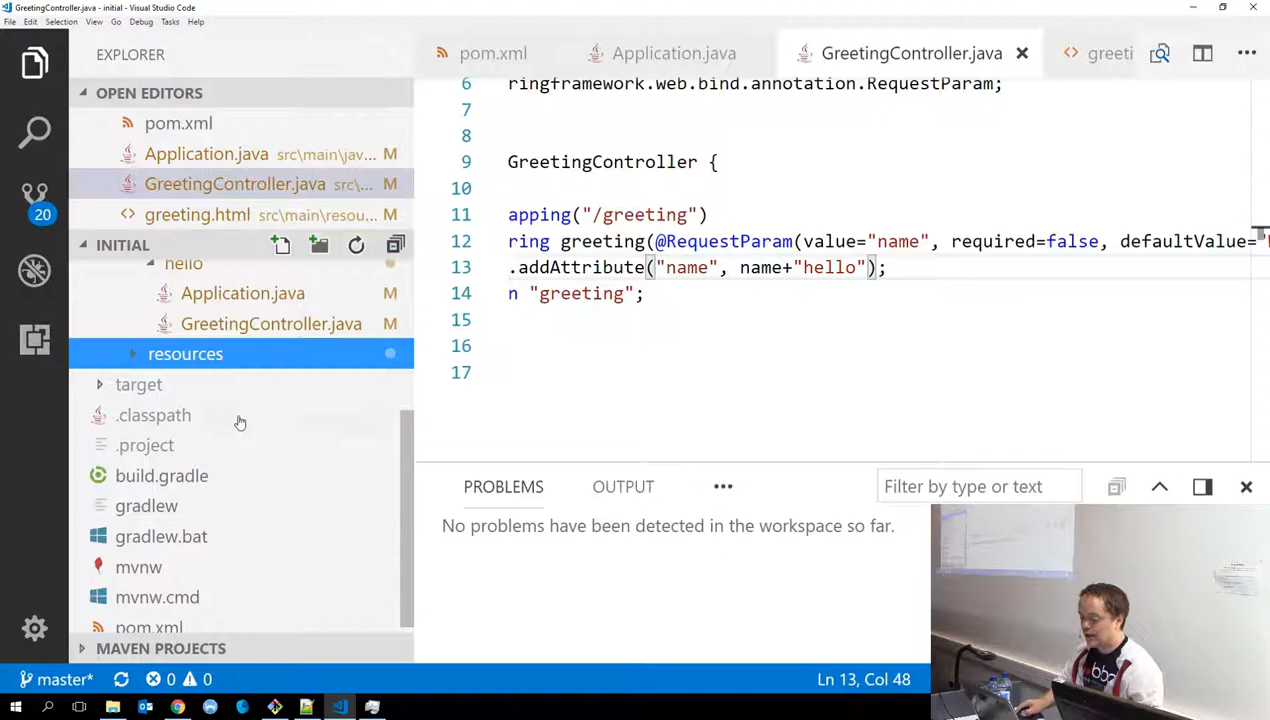 GreetingController.java - initial - Visual Studio Code
File Edit Selection View Go Debug Tasks Help
EXPLORER
OPEN EDITORS
pom.xml
Application.java src\main\jav... M
GreetingController.java src\... M
greeting.html src\main\resou... M
INITIAL
hello
Application.java M
GreetingController.java M
resources
target
.classpath
.project
build.gradle
gradlew
gradlew.bat
mvnw
mvnw.cmd
pom.xml
MAVEN PROJECTS
20
pom.xml Application.java GreetingController.java greeti
6 ringframework.web.bind.annotation.RequestParam;
7
8
9 GreetingController {
10
11 apping("/greeting")
12 ring greeting(@RequestParam(value="name", required=false, defaultValue=
13 .addAttribute("name", name+"hello");
14 n "greeting";
15
16
17
PROBLEMS OUTPUT ••• Filter by type or text
No problems have been detected in the workspace so far.
master* 0 0 Ln 13, Col 48